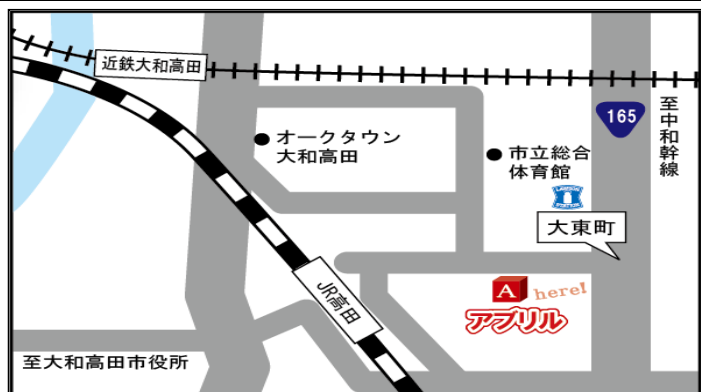 近鉄大和高田
165
至中和幹線
オークタウン
大和高田
市立総合
体育館
LAWSON
STATION
大東町
JR高田
A here!
アブリル
至大和高田市役所